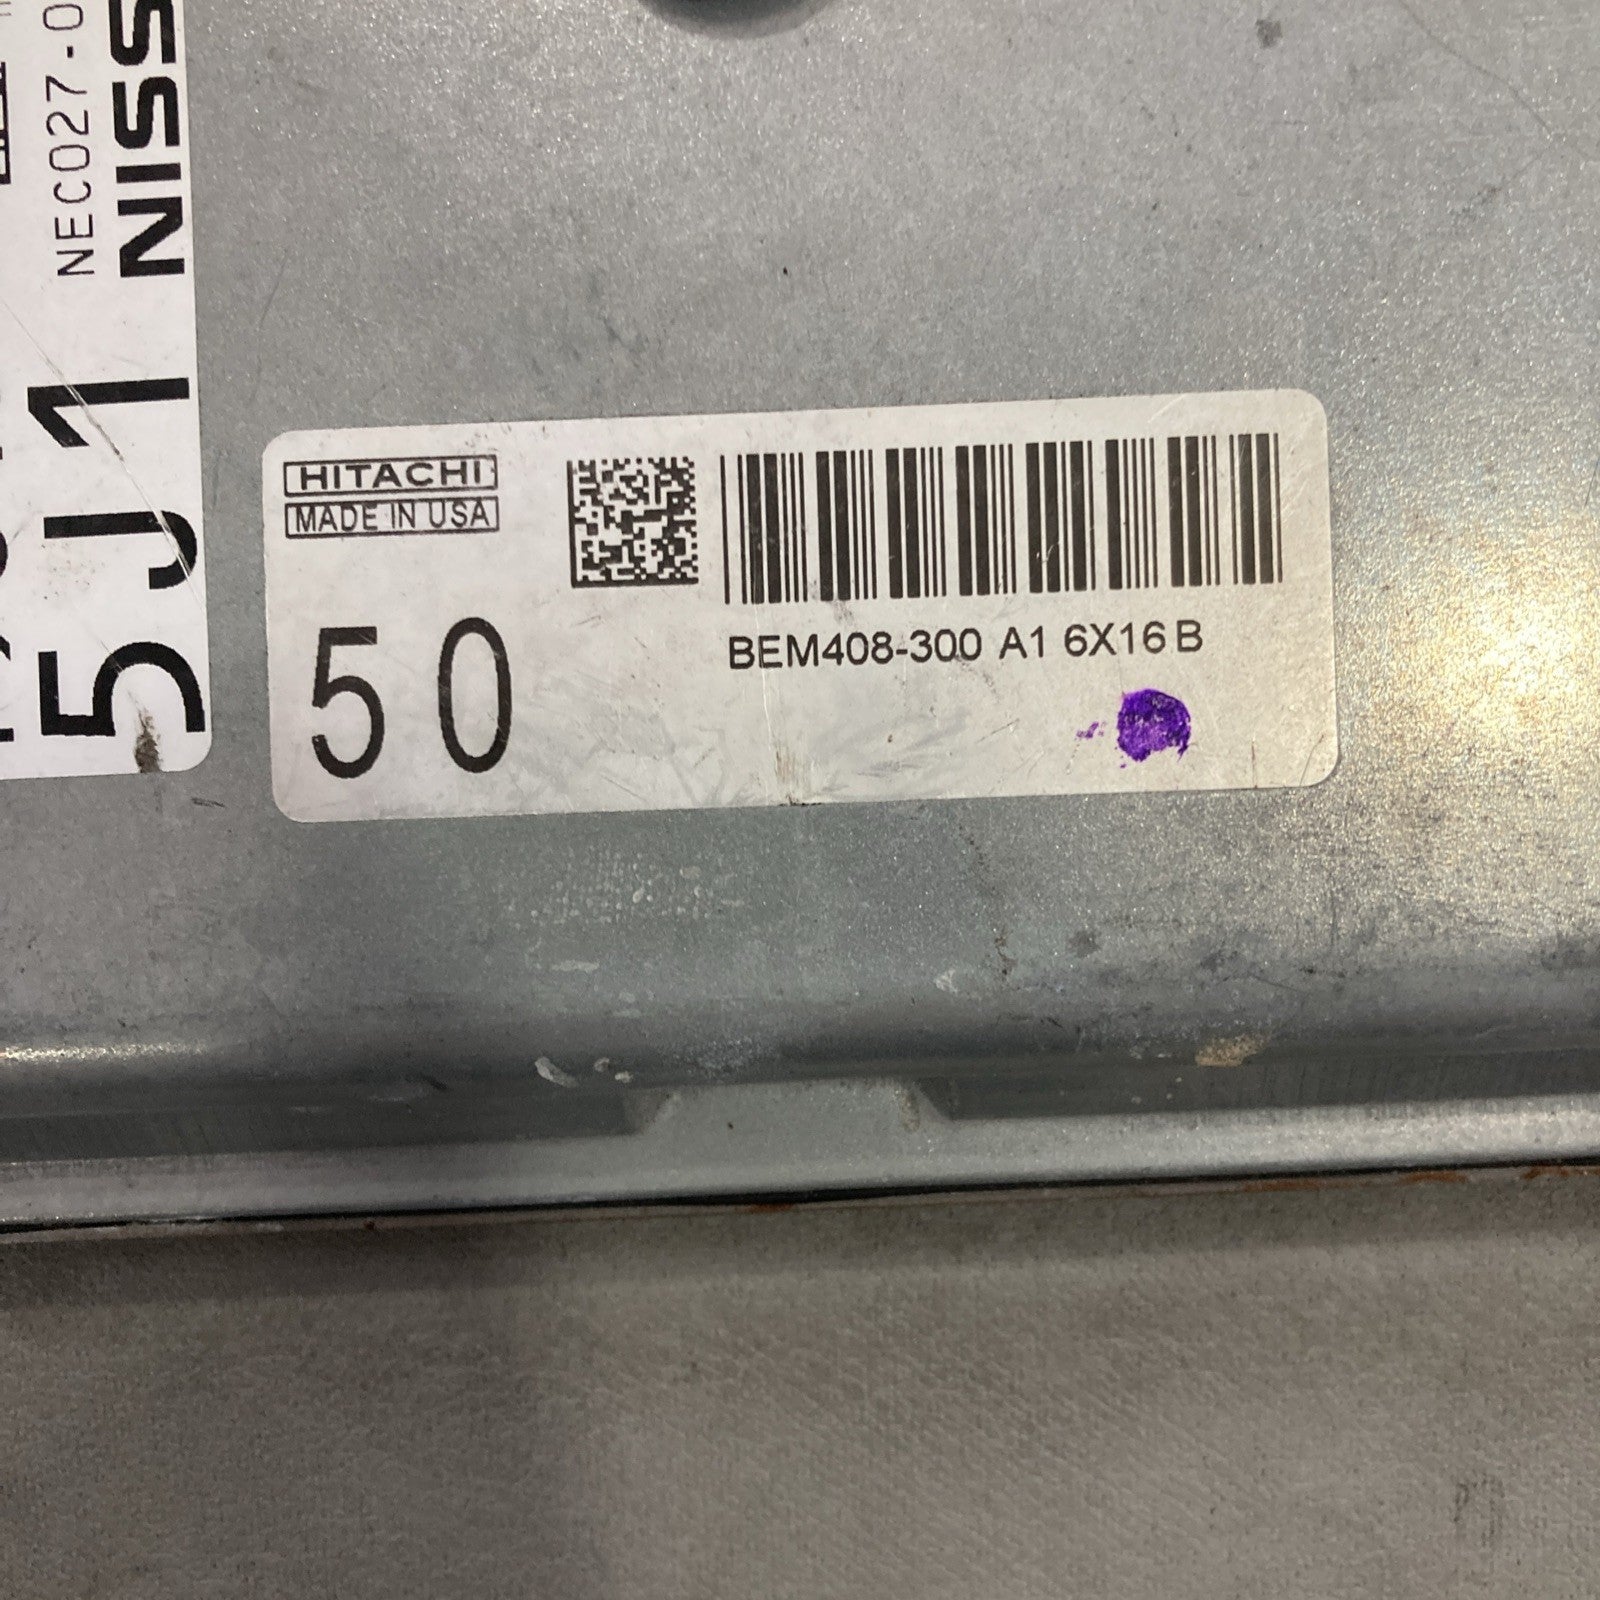 NEC027-0
NISS
5J1
HITACHI
MADE IN USA
50
BEM408-300 A1 6X16 B